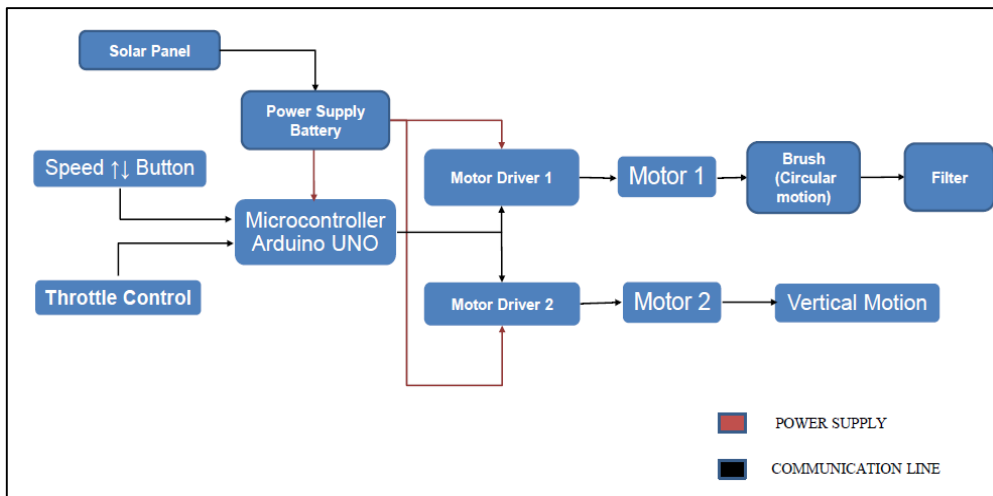 Solar Panel
Power Supply
Battery
Speed ↑↓ Button
Microcontroller
Arduino UNO
Throttle Control
Motor Driver 1
Motor 1
Brush
(Circular
motion)
Filter
Motor Driver 2
Motor 2
Vertical Motion
POWER SUPPLY
COMMUNICATION LINE